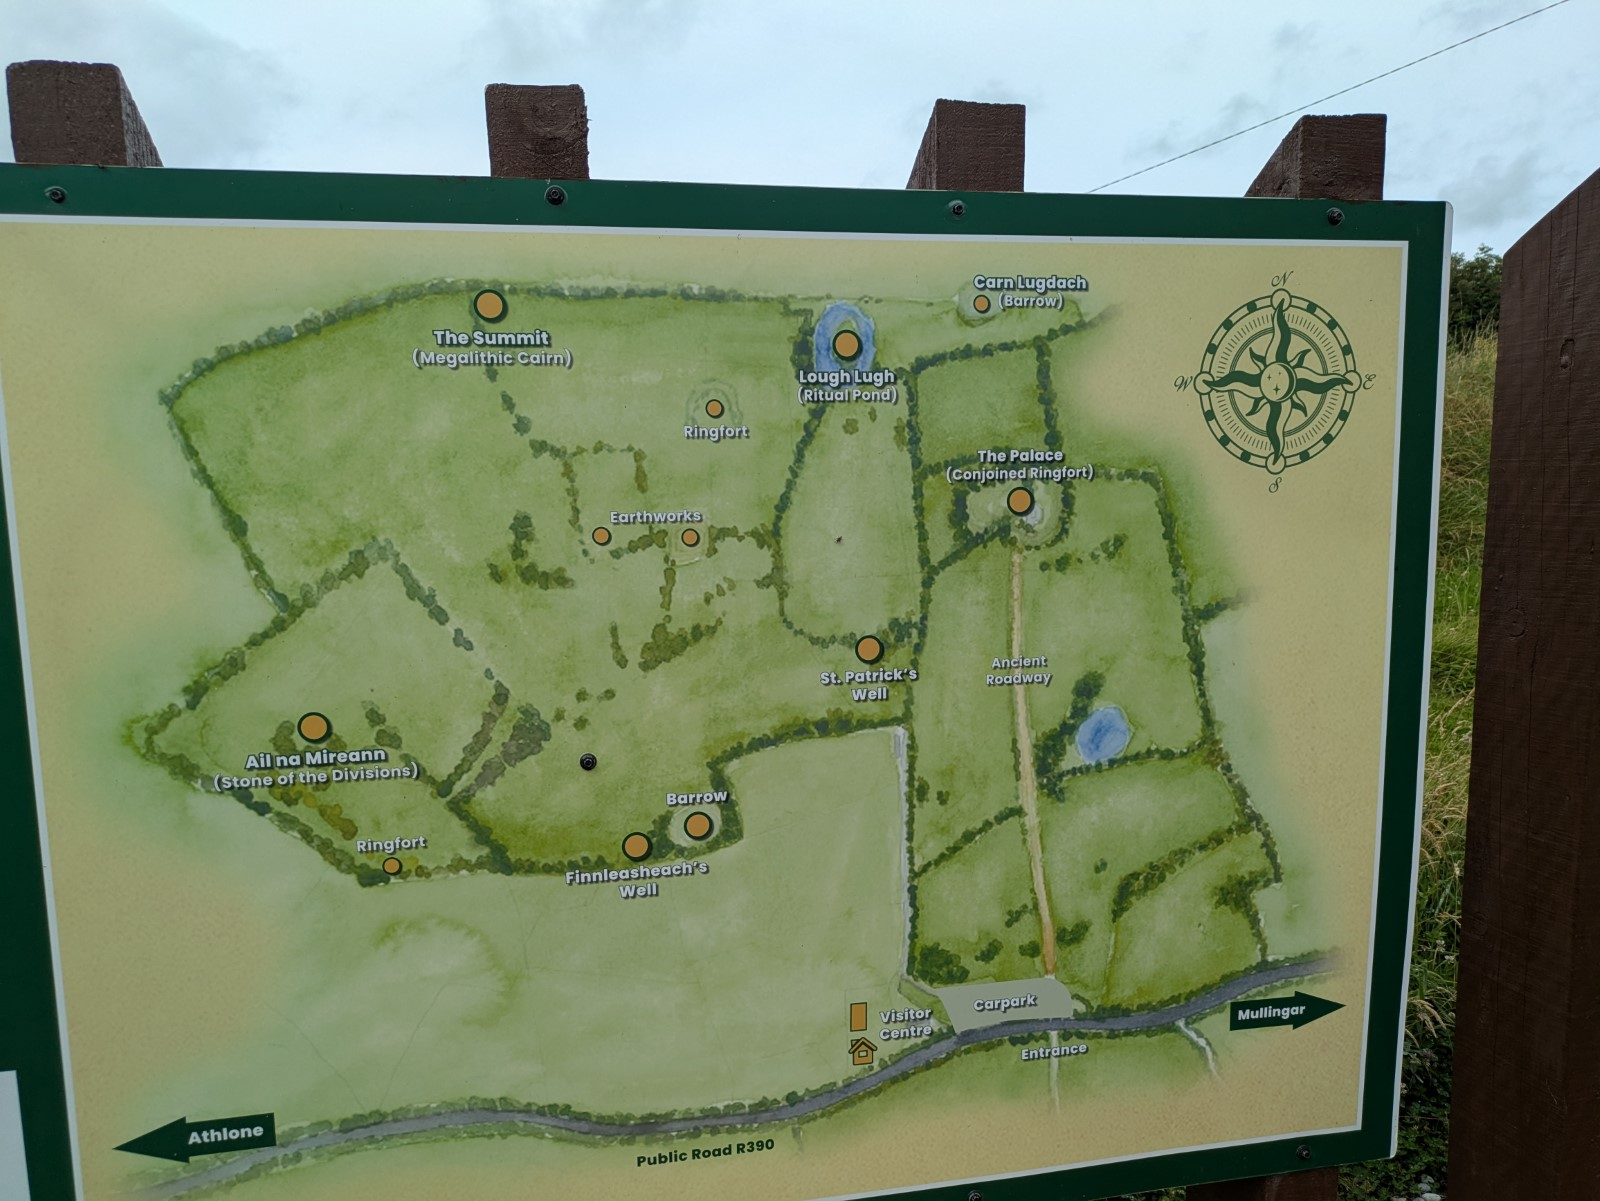 Carn Lugdach
(Barrow)
N
The Summit
(Megalithic Cairn)
Lough Lugh
(Ritual Pond)
W
E
Ringfort
The Palace
(Conjoined Ringfort)
S
Earthworks
Ancient
Roadway
St. Patrick's
Well
Ail na Mireann
(Stone of the Divisions)
Barrow
Ringfort
Finnleasheach's
Well
Carpark
Visitor
Centre
Mullingar
Entrance
Athlone
Public Road R390